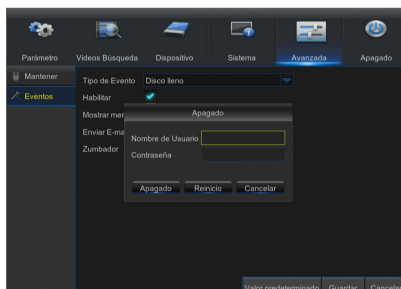 Parámetro Videos Búsqueda Dispositivo Sistema Avanzada Apagado
Mantener
Eventos
Tipo de Evento Disco lleno
Habilitar
Mostrar men
Enviar E-ma
Zumbador
Apagado
Nombre de Usuario
Contraseña
Apagado Reinicio Cancelar
Valor predeterminado Guardar Cancelar